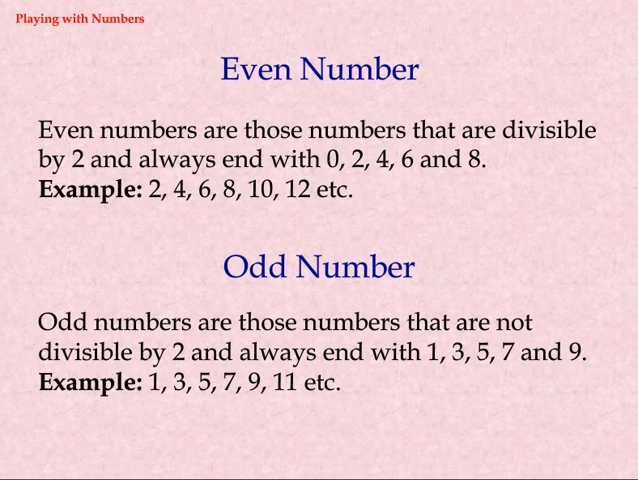 Playing with Numbers
Even Number
Even numbers are those numbers that are divisible
by 2 and always end with 0, 2, 4, 6 and 8.
Example: 2, 4, 6, 8, 10, 12 etc.
Odd Number
Odd numbers are those numbers that are not
divisible by 2 and always end with 1, 3, 5, 7 and 9.
Example: 1, 3, 5, 7, 9, 11 etc.